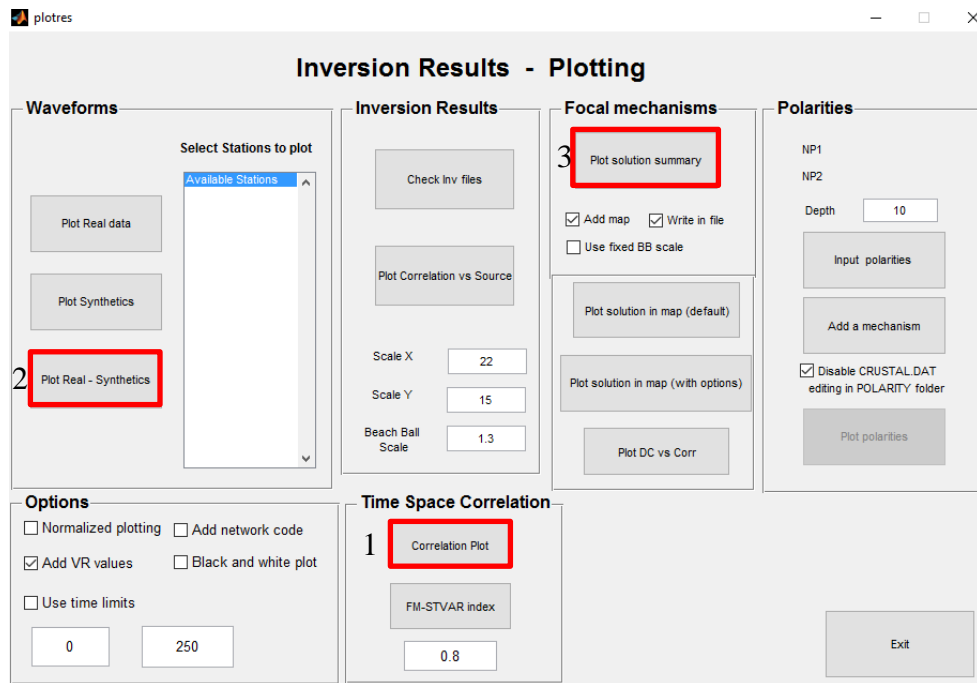 plotres
Inversion Results - Plotting
Waveforms
Select Stations to plot
Available Stations
Plot Real data
Plot Synthetics
2
Plot Real - Synthetics
Inversion Results
Check Inv files
Plot Correlation vs Source
Scale X
22
Scale Y
15
Beach Ball
Scale
1.3
Focal mechanisms
3
Plot solution summary
Add map
Write in file
Use fixed BB scale
Plot solution in map (default)
Plot solution in map (with options)
Plot DC vs Corr
Polarities
NP1
NP2
Depth
10
Input polarities
Add a mechanism
Disable CRUSTAL.DAT
editing in POLARITY folder
Plot polarities
Options
Normalized plotting
Add network code
Add VR values
Black and white plot
Use time limits
0
250
Time Space Correlation
1
Correlation Plot
FM-STVAR index
0.8
Exit